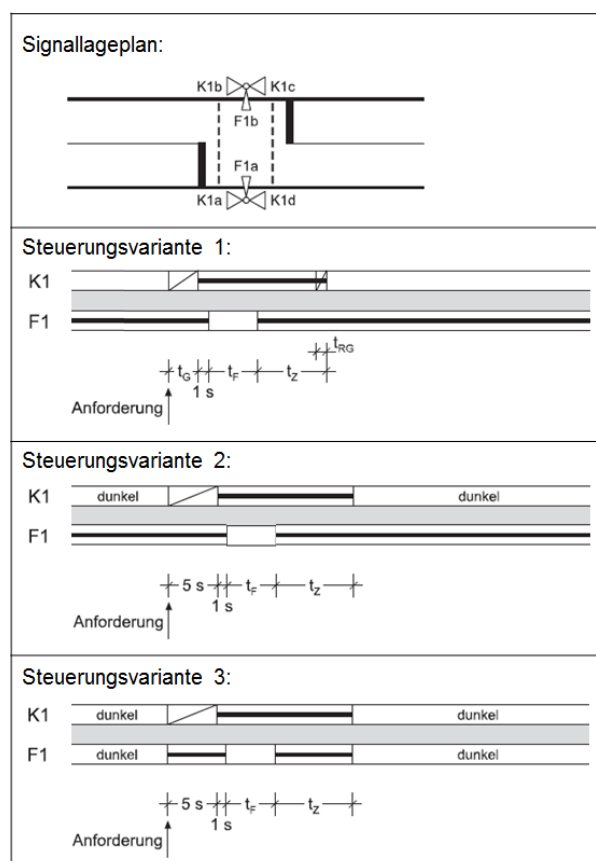 Signallageplan:
K1b K1c
F1b
F1a
K1a K1d
Steuerungsvariante 1:
K1
F1
tRG
tG tF tZ
1 s
Anforderung
Steuerungsvariante 2:
K1 dunkel dunkel
F1
5 s tF tZ
1 s
Anforderung
Steuerungsvariante 3:
K1 dunkel dunkel
F1 dunkel dunkel
5 s tF tZ
1 s
Anforderung